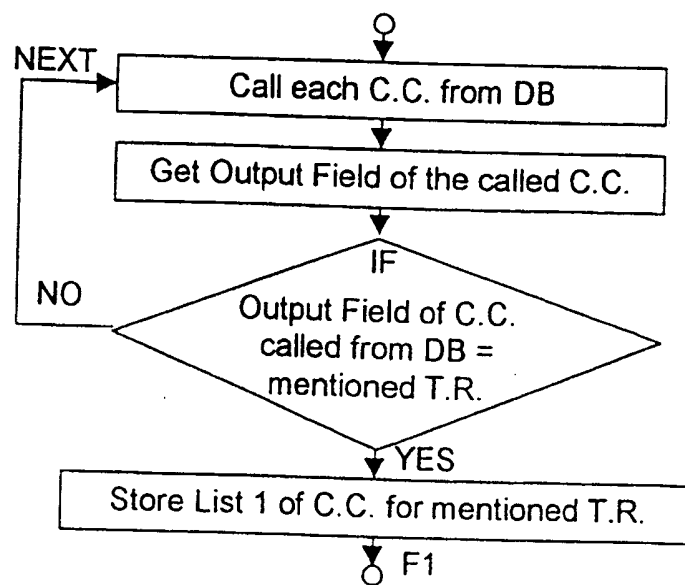 NEXT
Call each C.C. from DB
Get Output Field of the called C.C.
IF
NO
Output Field of C.C.
called from DB =
mentioned T.R.
YES
Store List 1 of C.C. for mentioned T.R.
F1